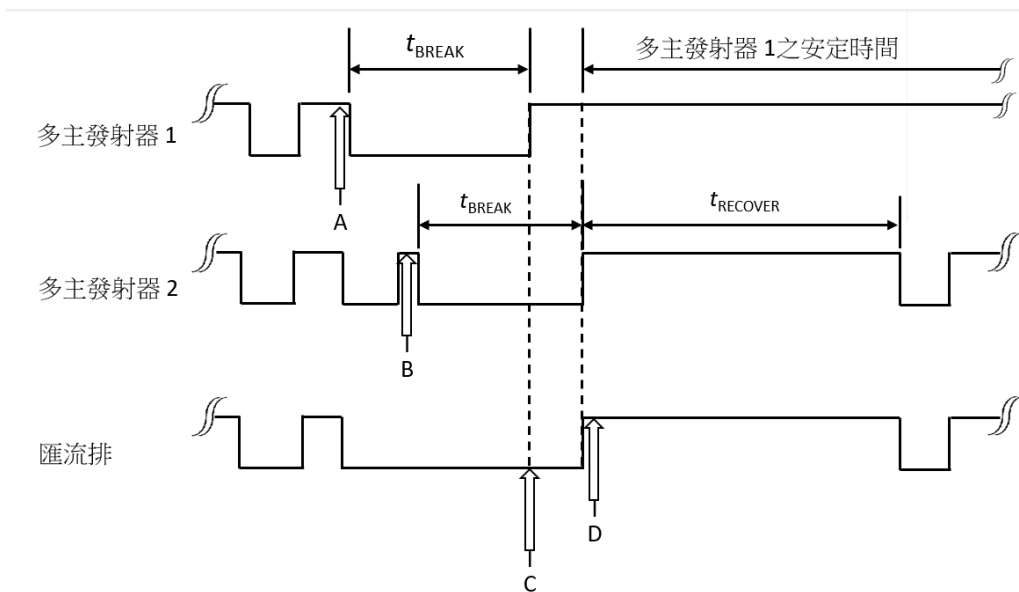 tBREAK
多主發射器 1之安定時間
多主發射器 1
A
tBREAK
tRECOVER
多主發射器 2
B
匯流排
D
C